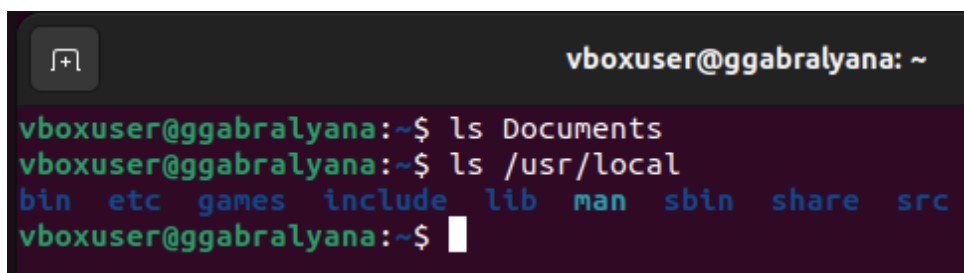 vboxuser@ggabralyana: ~
vboxuser@ggabralyana:~$ ls Documents
vboxuser@ggabralyana:~$ ls /usr/local
bin  etc  games  include  lib  man  sbin  share  src
vboxuser@ggabralyana:~$